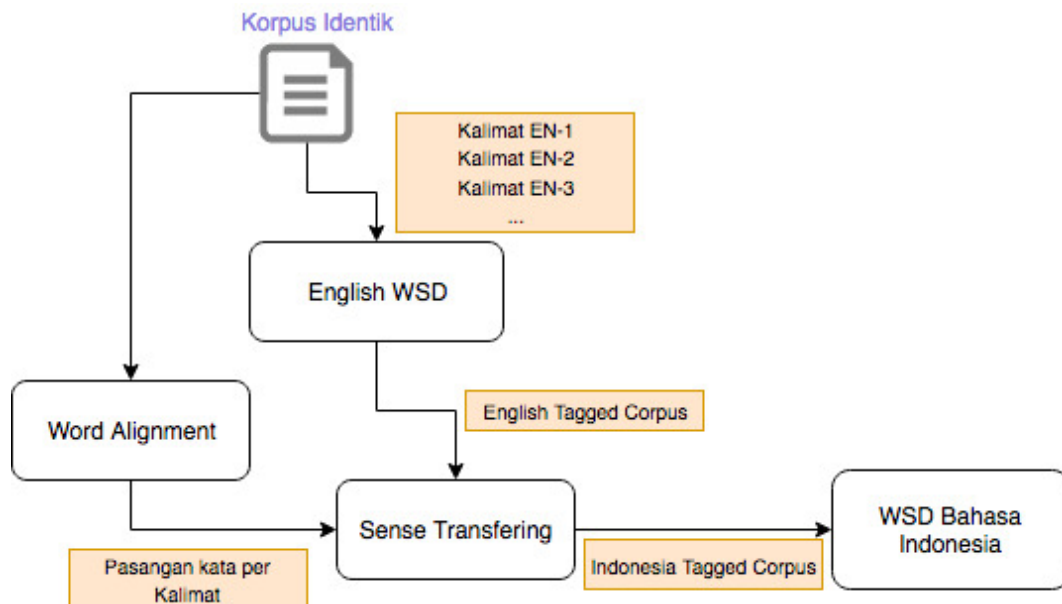 Korpus Identik
Kalimat EN-1
Kalimat EN-2
Kalimat EN-3
...
English WSD
English Tagged Corpus
Word Alignment
Sense Transfering
WSD Bahasa
Indonesia
Pasangan kata per
Kalimat
Indonesia Tagged Corpus